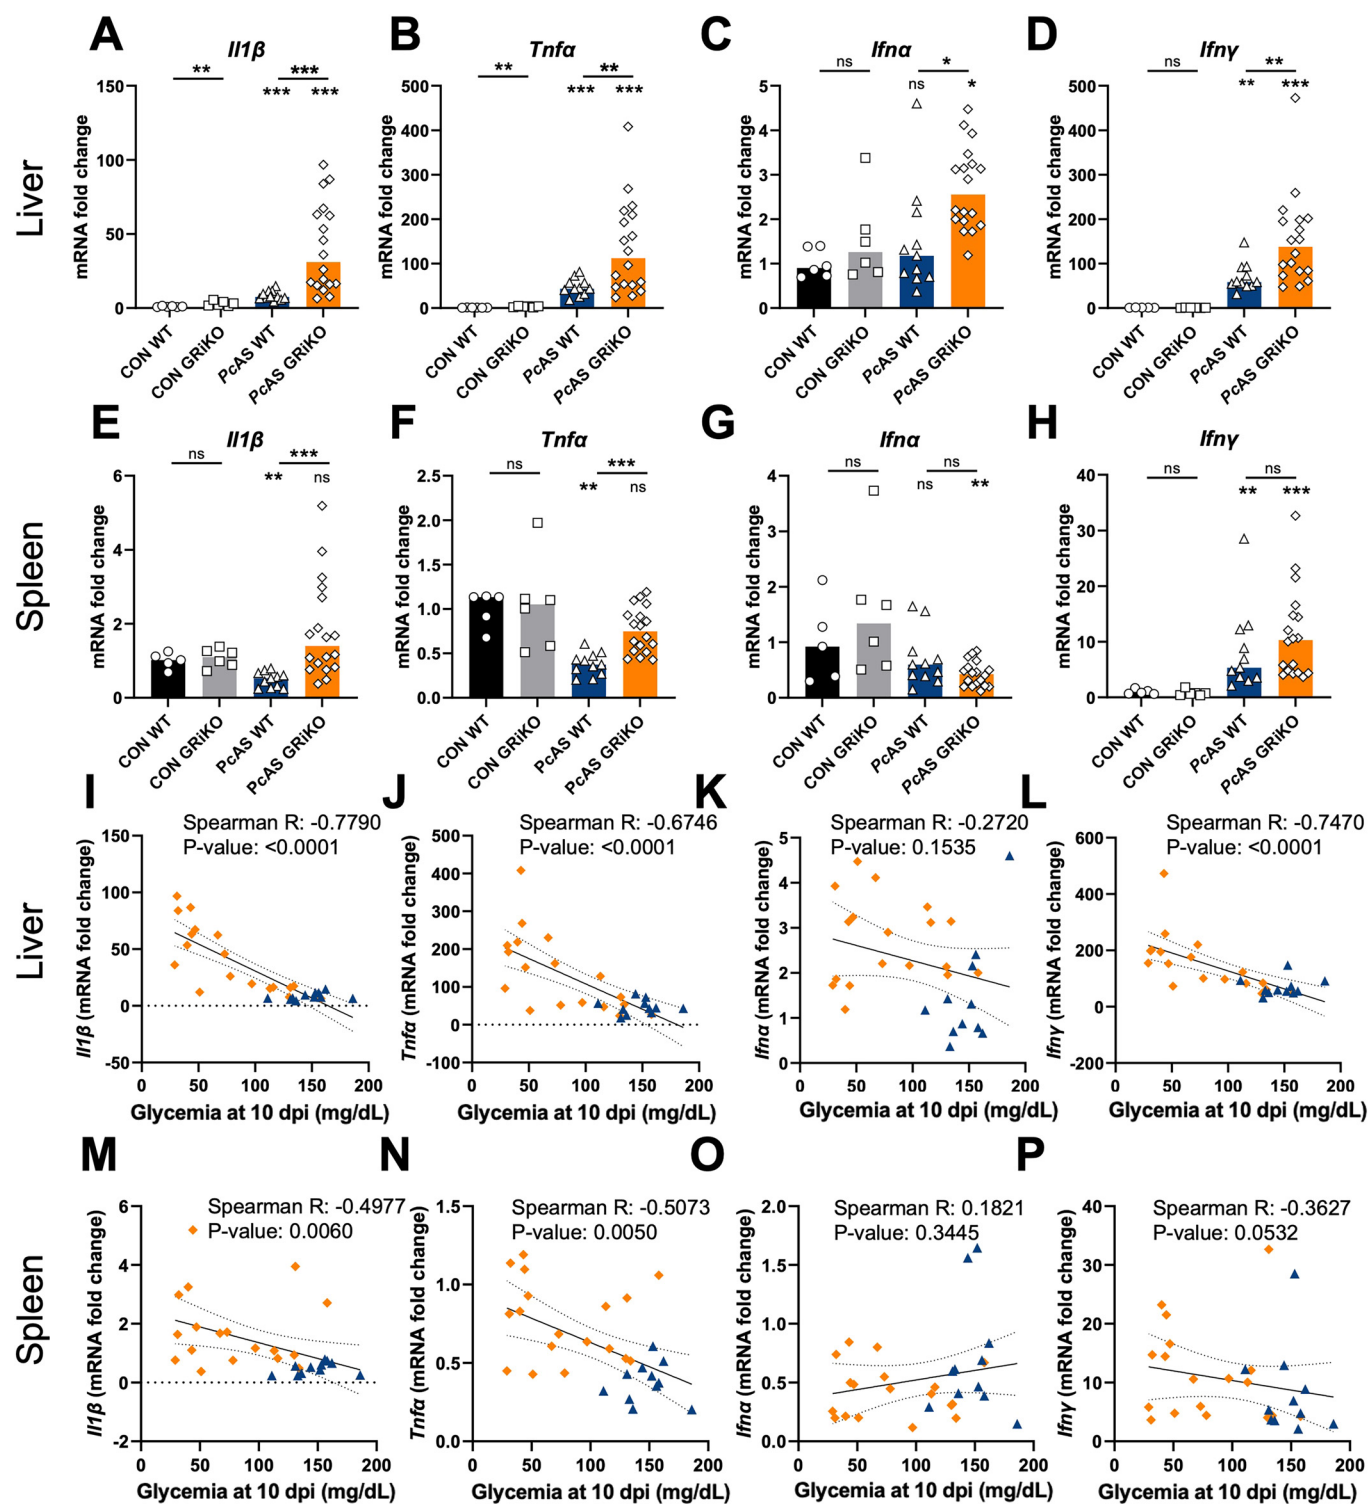 A
Il1β
**
***
***
***
150
100
50
0
mRNA fold change
CON WT
CON GRiKO
PcAS WT
PcAS GRiKO
B
Tnfα
**
**
***
***
500
400
300
200
100
0
mRNA fold change
CON WT
CON GRiKO
PcAS WT
PcAS GRiKO
C
Ifnα
ns
*
ns
*
5
4
3
2
1
0
mRNA fold change
CON WT
CON GRiKO
PcAS WT
PcAS GRiKO
D
Ifnγ
ns
**
**
***
500
400
300
200
100
0
mRNA fold change
CON WT
CON GRiKO
PcAS WT
PcAS GRiKO
Liver
E
Il1β
ns
***
**
ns
6
4
2
0
mRNA fold change
CON WT
CON GRiKO
PcAS WT
PcAS GRiKO
F
Tnfα
ns
***
**
ns
2.5
2.0
1.5
1.0
0.5
0.0
mRNA fold change
CON WT
CON GRiKO
PcAS WT
PcAS GRiKO
G
Ifnα
ns
ns
ns
**
4
3
2
1
0
mRNA fold change
CON WT
CON GRiKO
PcAS WT
PcAS GRiKO
H
Ifnγ
ns
ns
**
***
40
30
20
10
0
mRNA fold change
CON WT
CON GRiKO
PcAS WT
PcAS GRiKO
Spleen
I
Spearman R: -0.7790
P-value: <0.0001
150
100
50
0
-50
Il1β (mRNA fold change)
0 50 100 150 200
Glycemia at 10 dpi (mg/dL)
J
Spearman R: -0.6746
P-value: <0.0001
500
400
300
200
100
0
-100
Tnfα (mRNA fold change)
0 50 100 150 200
Glycemia at 10 dpi (mg/dL)
K
Spearman R: -0.2720
P-value: 0.1535
5
4
3
2
1
0
Ifnα (mRNA fold change)
0 50 100 150 200
Glycemia at 10 dpi (mg/dL)
L
Spearman R: -0.7470
P-value: <0.0001
600
400
200
0
-200
Ifnγ (mRNA fold change)
0 50 100 150 200
Glycemia at 10 dpi (mg/dL)
Liver
M
Spearman R: -0.4977
P-value: 0.0060
6
4
2
0
-2
Il1β (mRNA fold change)
0 50 100 150 200
Glycemia at 10 dpi (mg/dL)
N
Spearman R: -0.5073
P-value: 0.0050
1.5
1.0
0.5
0.0
Tnfα (mRNA fold change)
0 50 100 150 200
Glycemia at 10 dpi (mg/dL)
O
Spearman R: 0.1821
P-value: 0.3445
2.0
1.5
1.0
0.5
0.0
Ifnα (mRNA fold change)
0 50 100 150 200
Glycemia at 10 dpi (mg/dL)
P
Spearman R: -0.3627
P-value: 0.0532
40
30
20
10
0
Ifnγ (mRNA fold change)
0 50 100 150 200
Glycemia at 10 dpi (mg/dL)
Spleen